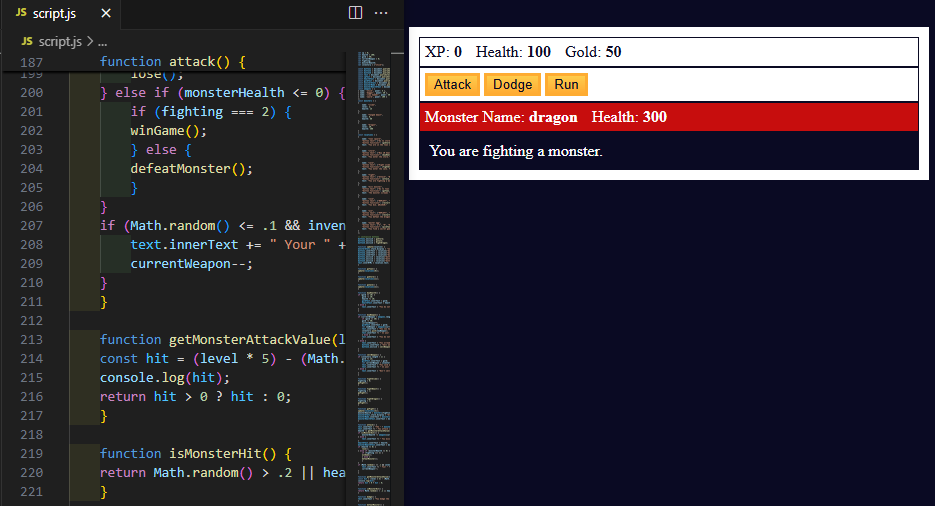 JS script.js ×
JS script.js > ...
187 function attack() {
199 lose();
200 } else if (monsterHealth <= 0) {
201 if (fighting === 2) {
202 winGame();
203 } else {
204 defeatMonster();
205 }
206 }
207 if (Math.random() <= .1 && inven
208 text.innerText += " Your " +
209 currentWeapon--;
210 }
211 }
212
213 function getMonsterAttackValue(l
214 const hit = (level * 5) - (Math.
215 console.log(hit);
216 return hit > 0 ? hit : 0;
217 }
218
219 function isMonsterHit() {
220 return Math.random() > .2 || hea
221 }
XP: 0 Health: 100 Gold: 50
Attack Dodge Run
Monster Name: dragon Health: 300
You are fighting a monster.